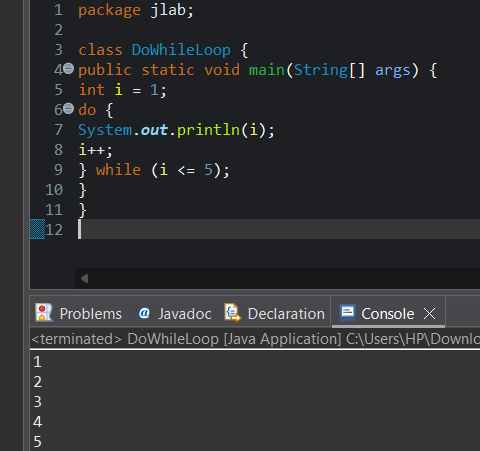 1 package jlab;
2
3 class DoWhileLoop {
4 public static void main(String[] args) {
5 int i = 1;
6 do {
7 System.out.println(i);
8 i++;
9 } while (i <= 5);
10 }
11 }
12
Problems @ Javadoc Declaration Console
<terminated> DoWhileLoop [Java Application] C:\Users\HP\Downlo
1
2
3
4
5